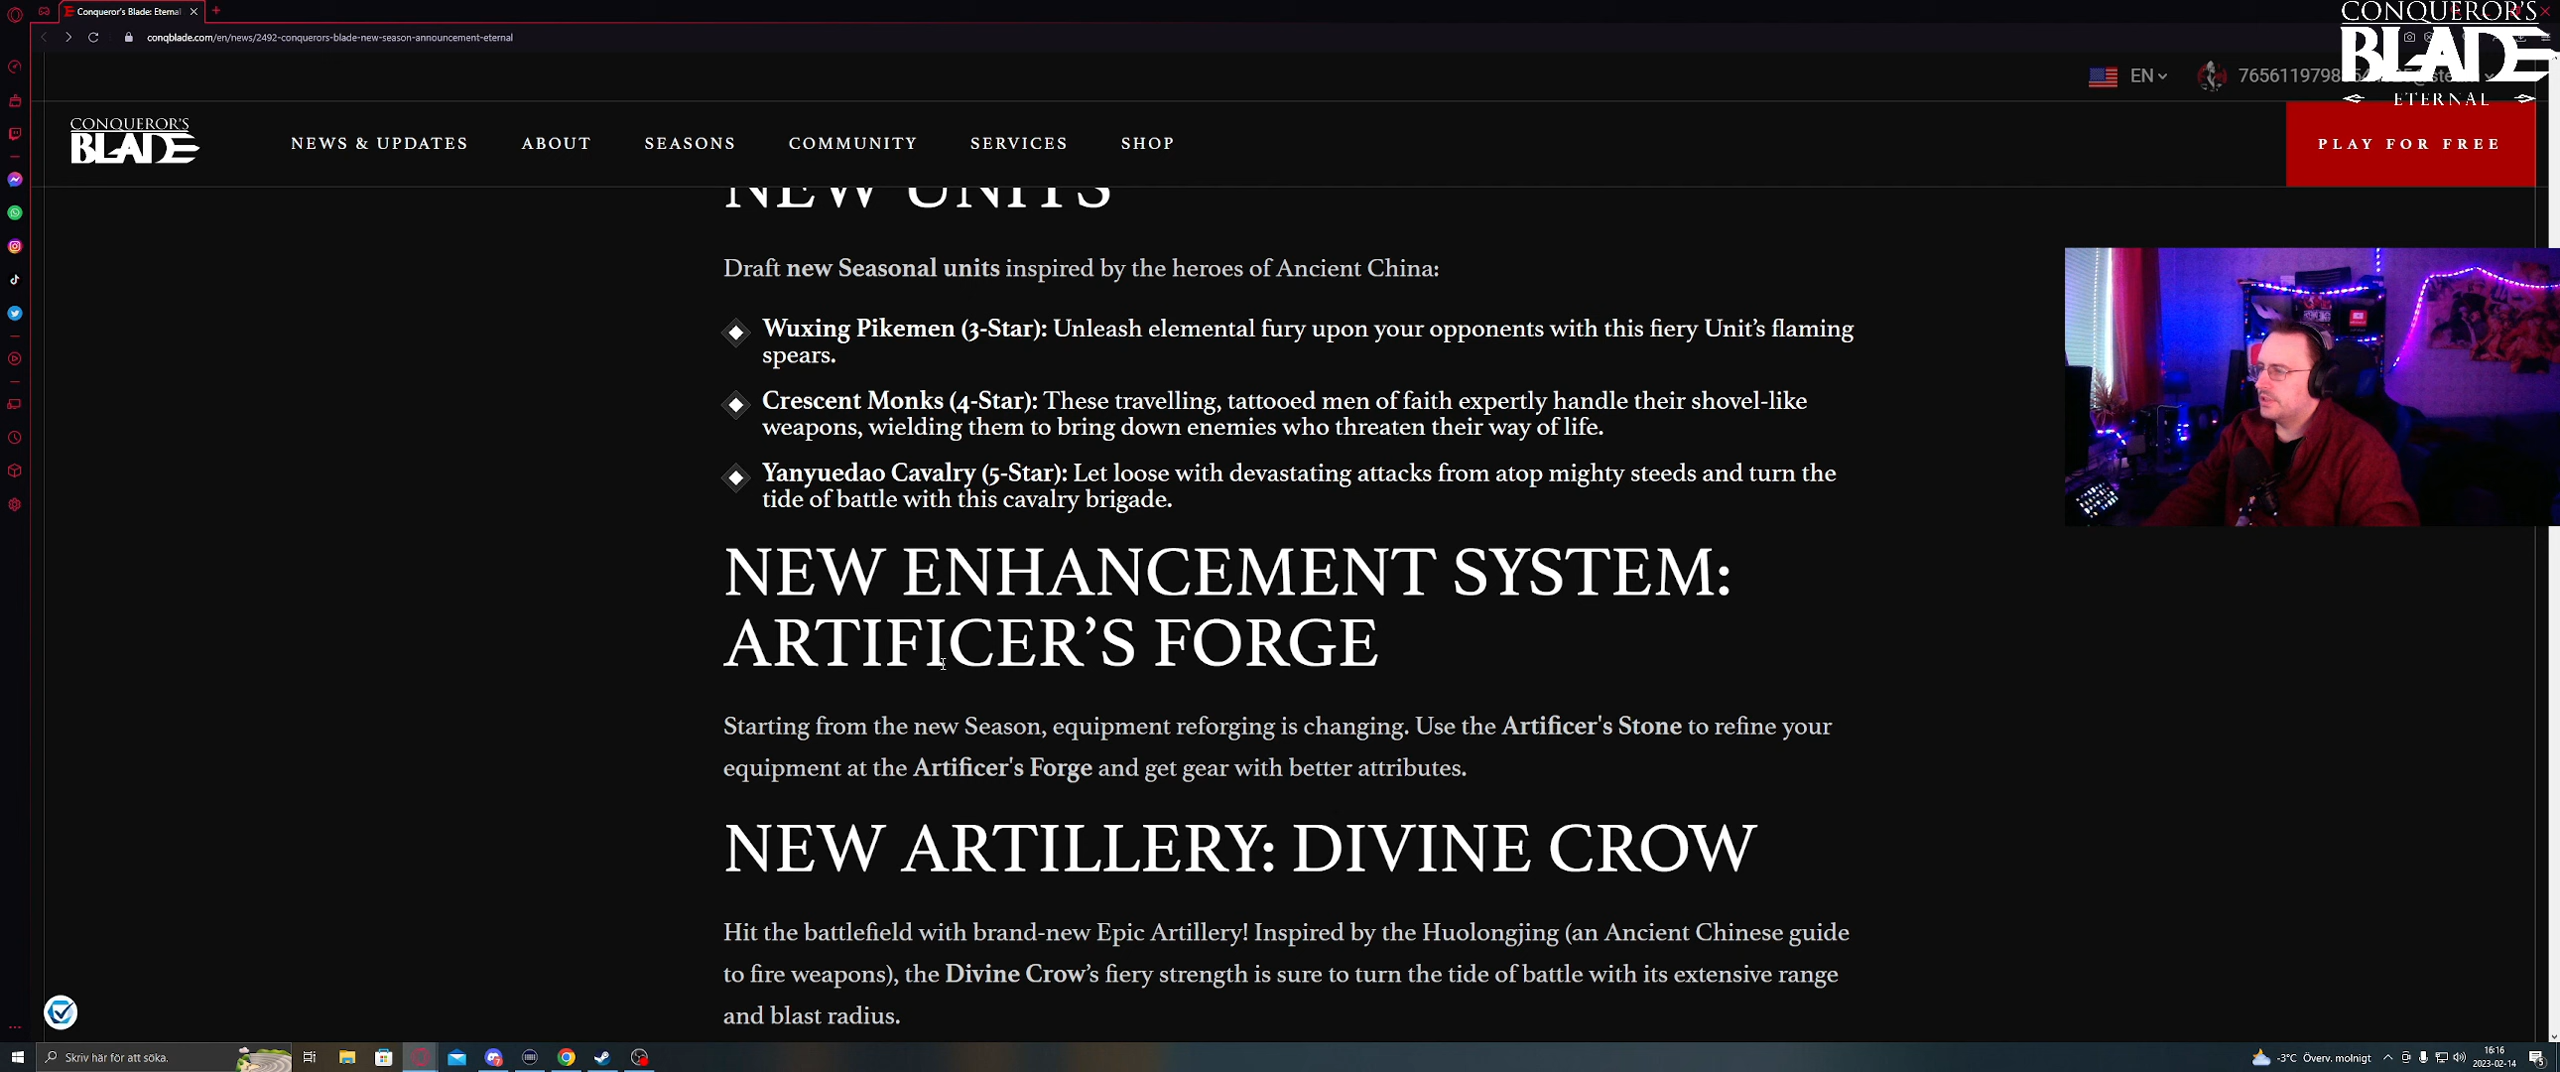 Conqueror's Blade: Eternal
CONQUEROR'S
BLADE
ETERNAL
conqblade.com/en/news/2492-conquerors-blade-new-season-announcement-eternal
EN
CONQUEROR'S
BLADE
NEWS & UPDATES
ABOUT
SEASONS
COMMUNITY
SERVICES
SHOP
PLAY FOR FREE
NEW UNITS
Draft new Seasonal units inspired by the heroes of Ancient China:
Wuxing Pikemen (3-Star): Unleash elemental fury upon your opponents with this fiery Unit’s flaming
spears.
Crescent Monks (4-Star): These travelling, tattooed men of faith expertly handle their shovel-like
weapons, wielding them to bring down enemies who threaten their way of life.
Yanyuedao Cavalry (5-Star): Let loose with devastating attacks from atop mighty steeds and turn the
tide of battle with this cavalry brigade.
NEW ENHANCEMENT SYSTEM:
ARTIFICER’S FORGE
Starting from the new Season, equipment reforging is changing. Use the Artificer's Stone to refine your
equipment at the Artificer's Forge and get gear with better attributes.
NEW ARTILLERY: DIVINE CROW
Hit the battlefield with brand-new Epic Artillery! Inspired by the Huolongjing (an Ancient Chinese guide
to fire weapons), the Divine Crow’s fiery strength is sure to turn the tide of battle with its extensive range
and blast radius.
Skriv här för att söka.
-3°C Överv. molnigt
16:16
2023-02-14